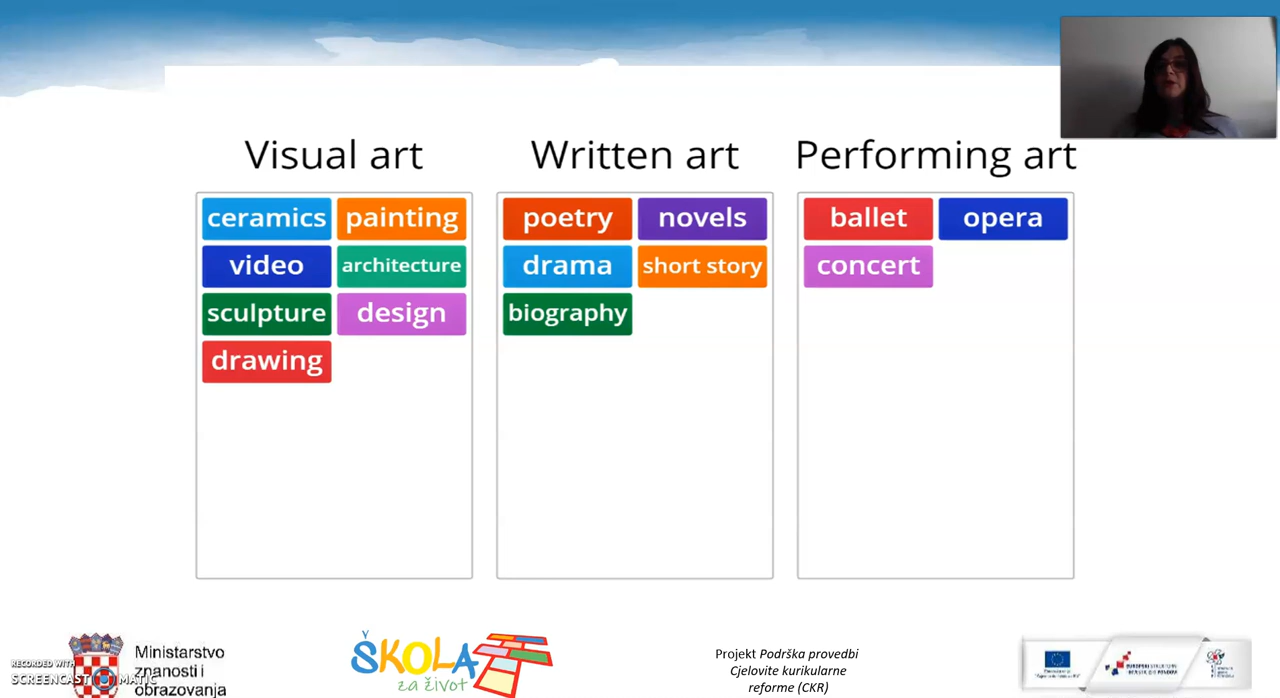 Visual art
Written art
Performing art
ceramics
painting
video
architecture
sculpture
design
drawing
poetry
novels
drama
short story
biography
ballet
opera
concert
Ministarstvo
znanosti i
obrazovanja
RECORDED WITH
SCREENCAST MATIC
ŠKOLA
za život
Projekt Podrška provedbi
Cjelovite kurikularne
reforme (CKR)